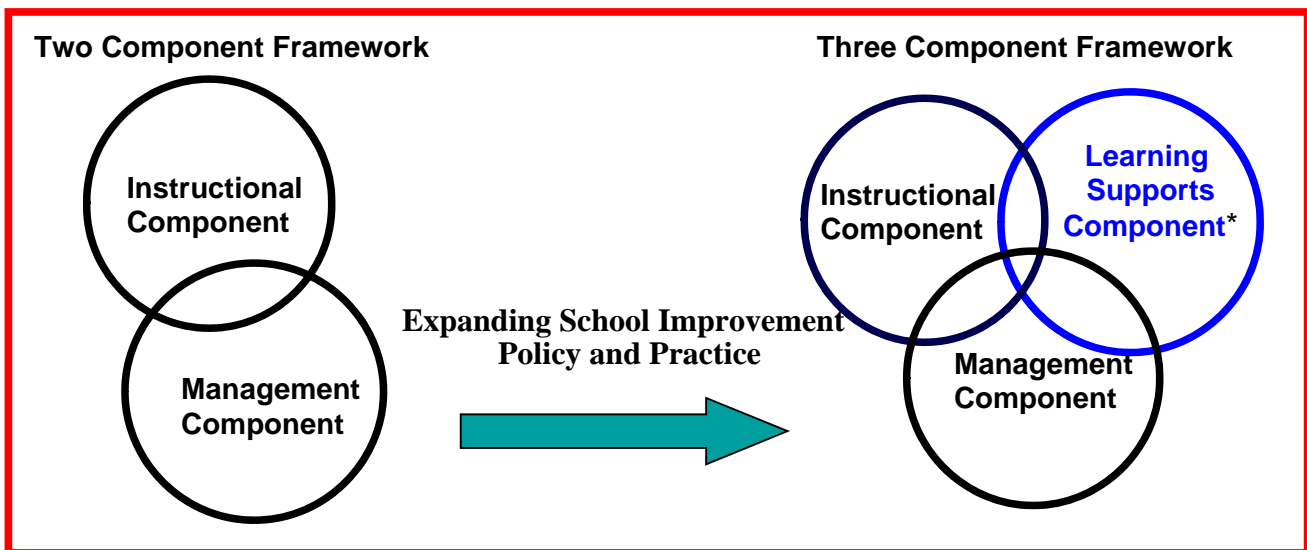 Two Component Framework
Instructional
Component
Management
Component
Expanding School Improvement
Policy and Practice
Three Component Framework
Instructional
Component
Learning
Supports
Component*
Management
Component